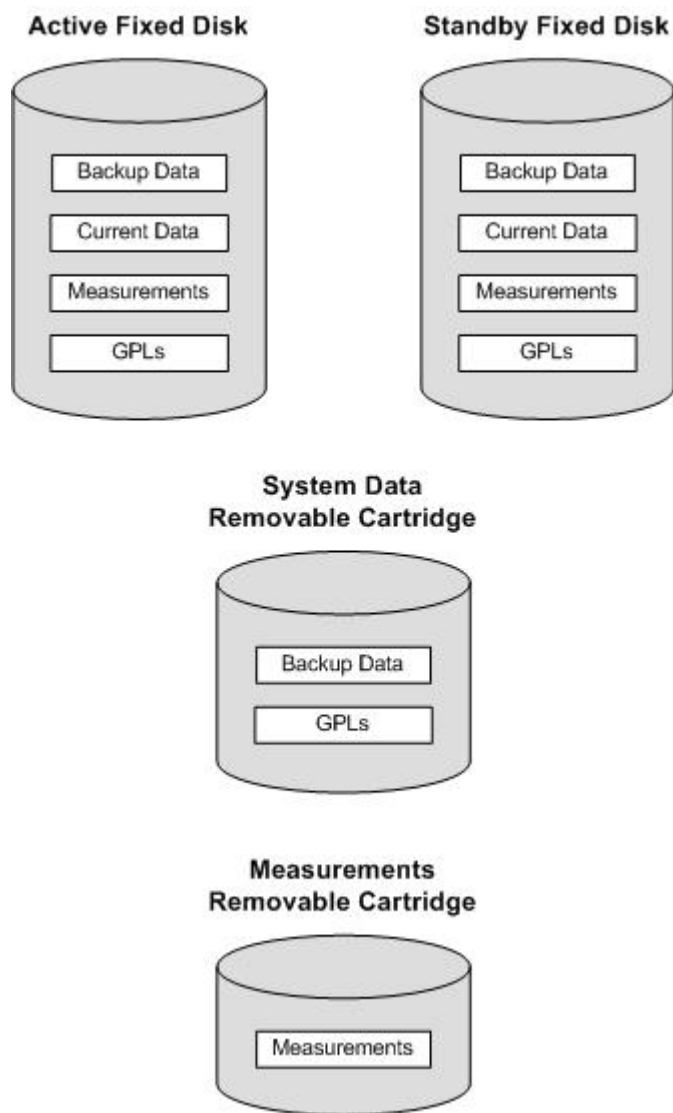 Active Fixed Disk
Backup Data
Current Data
Measurements
GPLs
Standby Fixed Disk
Backup Data
Current Data
Measurements
GPLs
System Data
Removable Cartridge
Backup Data
GPLs
Measurements
Removable Cartridge
Measurements